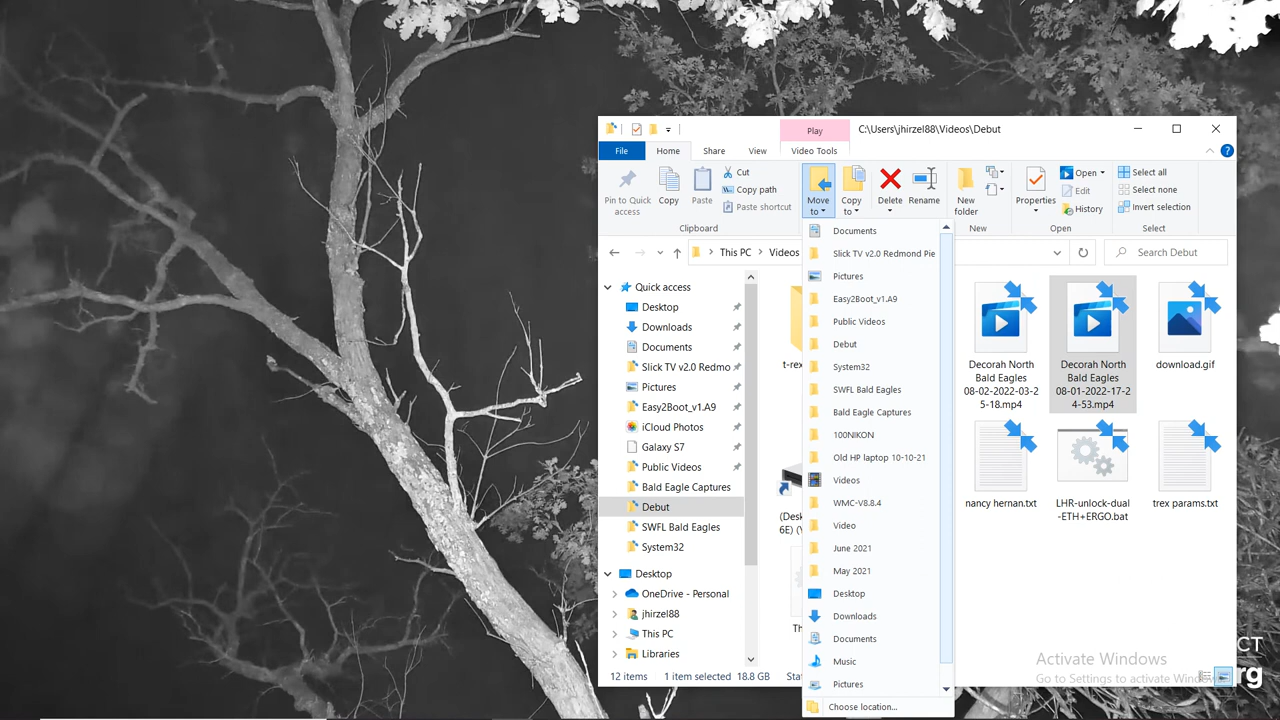 Play
C:\Users\jhirzel88\Videos\Debut
File
Home
Share
View
Video Tools
Pin to Quick
access
Copy
Paste
Cut
Copy path
Paste shortcut
Move
to
Copy
to
Delete
Rename
New
folder
Properties
Open
Edit
History
Select all
Select none
Invert selection
Clipboard
New
Open
Select
This PC
Videos
Search Debut
Quick access
Desktop
Downloads
Documents
Slick TV v2.0 Redmo
Pictures
Easy2Boot_v1.A9
iCloud Photos
Galaxy S7
Public Videos
Bald Eagle Captures
Debut
SWFL Bald Eagles
System32
Desktop
OneDrive - Personal
jhirzel88
This PC
Libraries
Documents
Slick TV v2.0 Redmond Pie
Pictures
Easy2Boot_v1.A9
Public Videos
Debut
System32
SWFL Bald Eagles
Bald Eagle Captures
100NIKON
Old HP laptop 10-10-21
Videos
WMC-V8.8.4
Video
June 2021
May 2021
Desktop
Downloads
Documents
Music
Pictures
Choose location...
t-rex
(Desk
6E) (
Th
Decorah North
Bald Eagles
08-02-2022-03-2
5-18.mp4
Decorah North
Bald Eagles
08-01-2022-17-2
4-53.mp4
download.gif
nancy hernan.txt
LHR-unlock-dual
-ETH+ERGO.bat
trex params.txt
12 items
1 item selected
18.8 GB
Sta
Activate Windows
Go to Settings to activate Windows
CT
rg